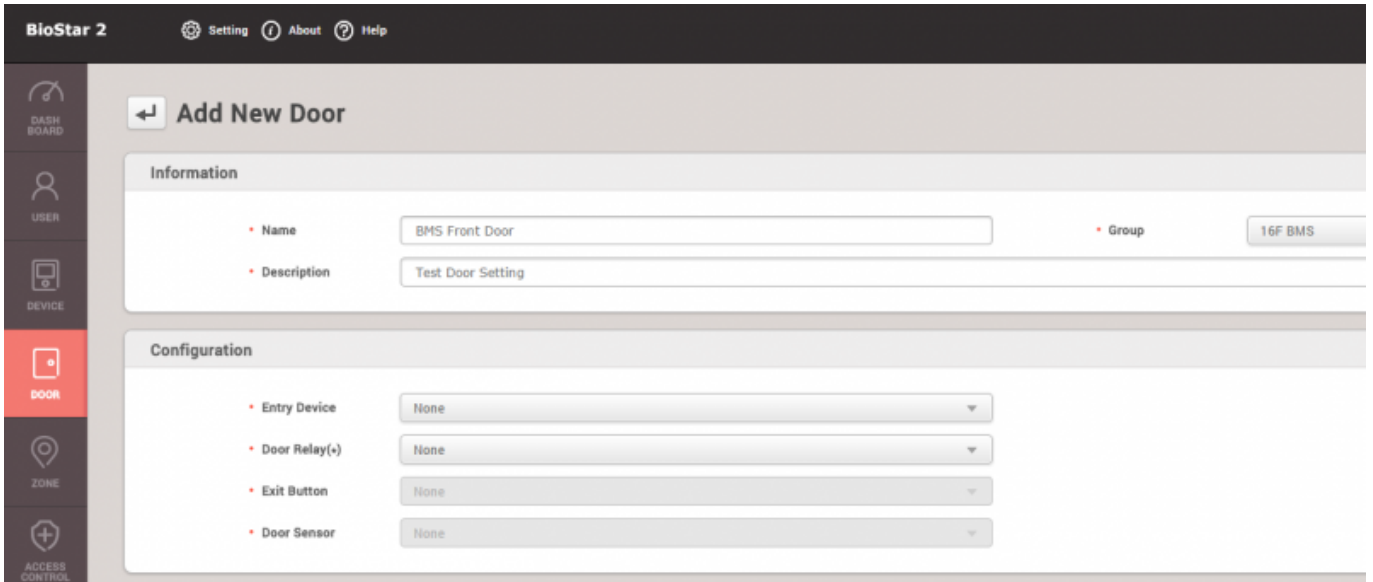 BioStar 2 Setting About Help
DASH
BOARD
Add New Door
Information
USER
• Name BMS Front Door • Group 16F BMS
• Description Test Door Setting
DEVICE
Configuration
DOOR
• Entry Device None
• Door Relay(*) None
ZONE
• Exit Button None
• Door Sensor None
ACCESS
CONTROL